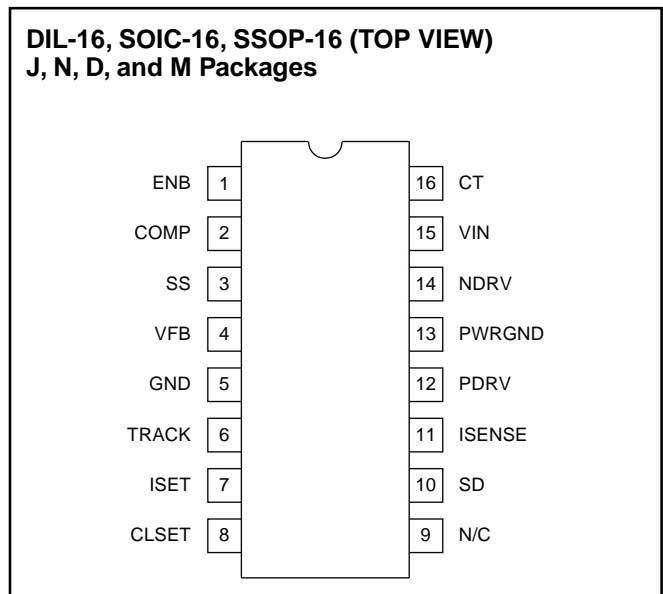 DIL-16, SOIC-16, SSOP-16 (TOP VIEW)
J, N, D, and M Packages
ENB 1 16 CT
COMP 2 15 VIN
SS 3 14 NDRV
VFB 4 13 PWRGND
GND 5 12 PDRV
TRACK 6 11 ISENSE
ISET 7 10 SD
CLSET 8 9 N/C